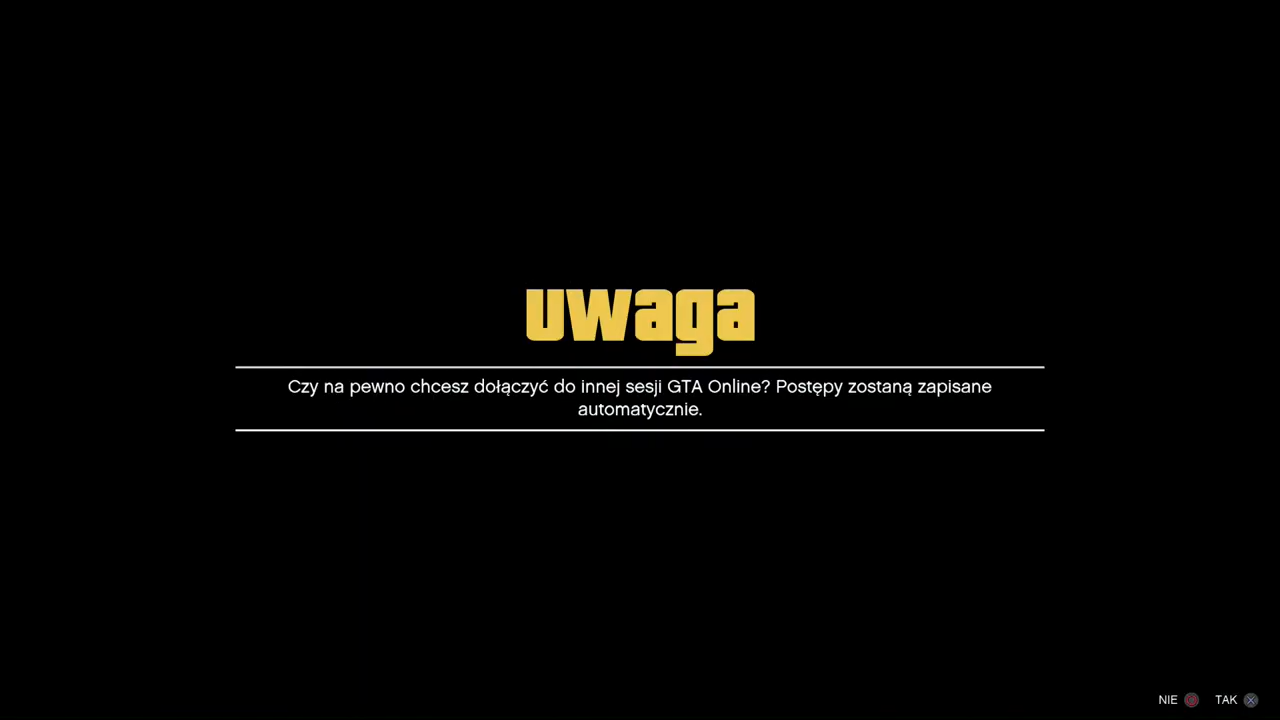 uwaga
Czy na pewno chcesz dołączyć do innej sesji GTA Online? Postępy zostaną zapisane
automatycznie.
NIE TAK